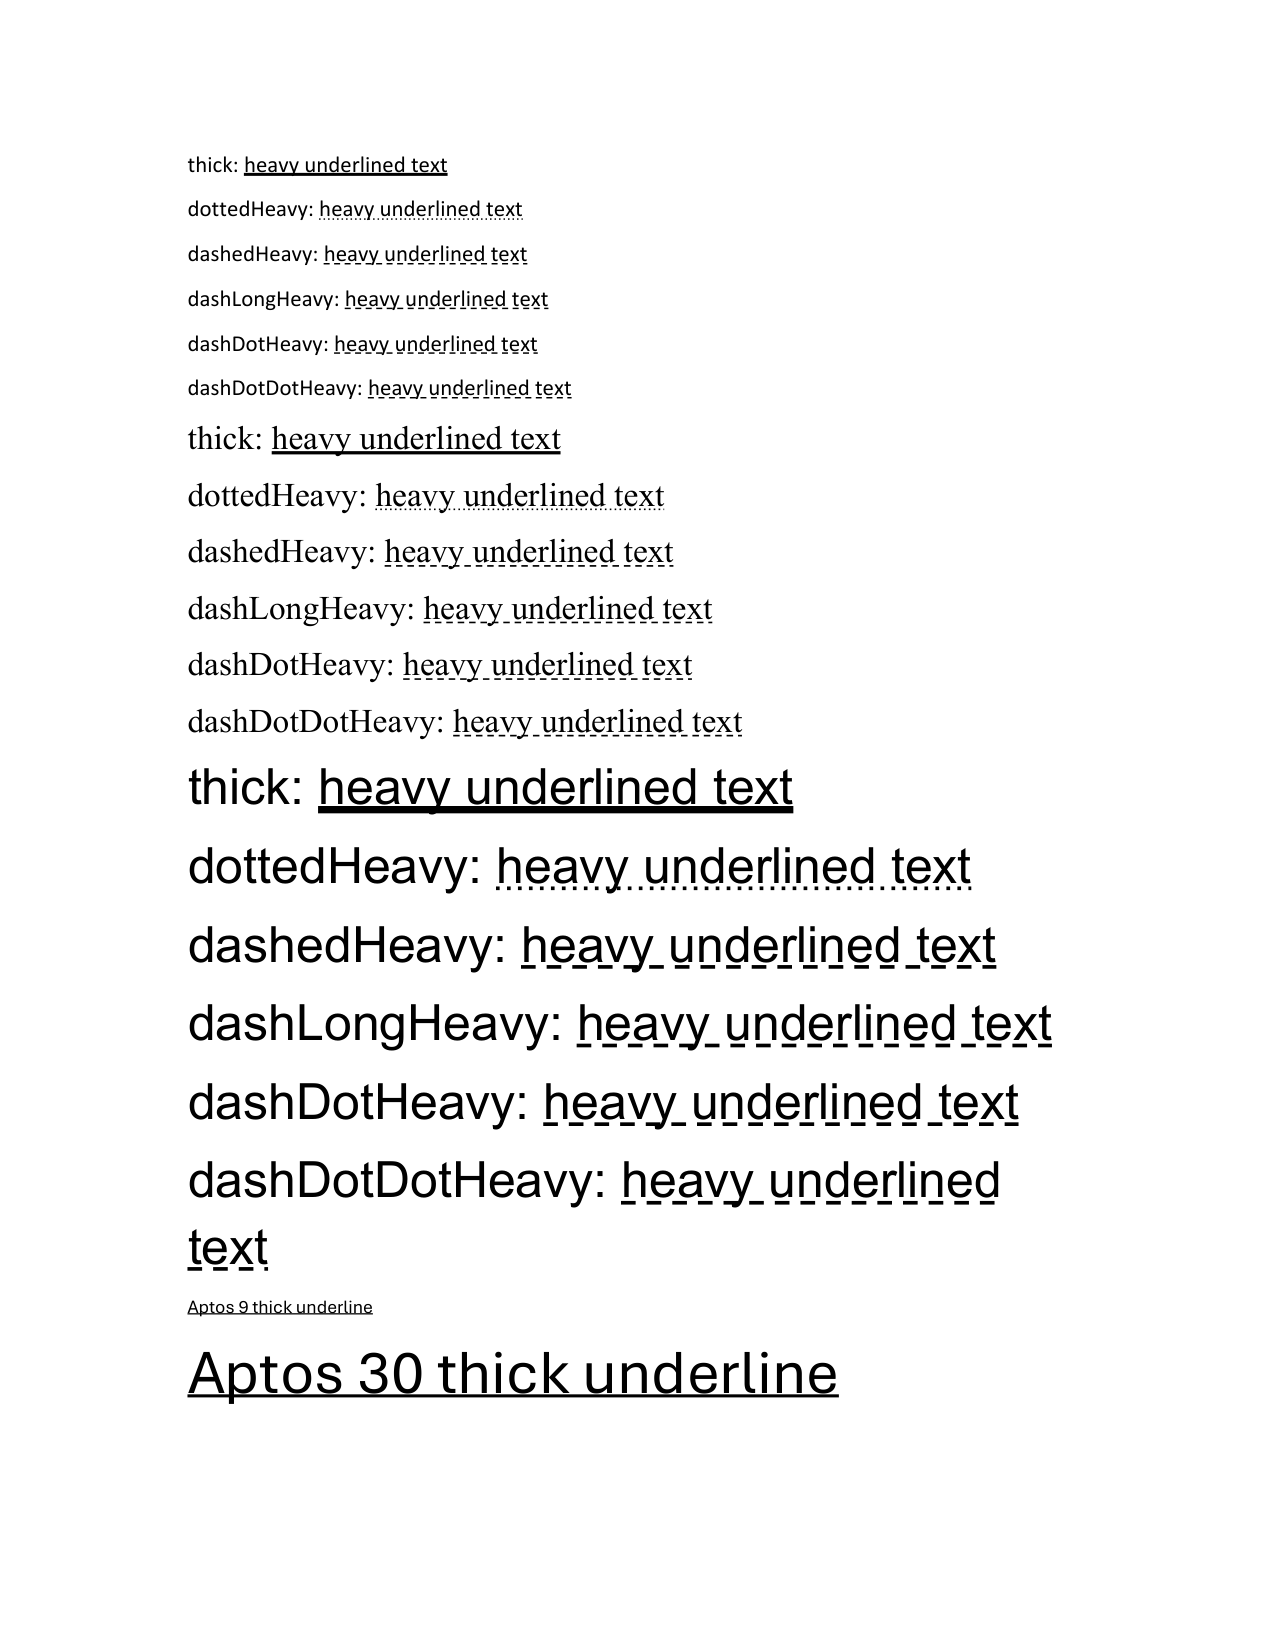 thick: heavy underlined text
dottedHeavy: heavy underlined text
dashedHeavy: heavy underlined text
dashLongHeavy: heavy underlined text
dashDotHeavy: heavy underlined text
dashDotDotHeavy: heavy underlined text
thick: heavy underlined text
dottedHeavy: heavy underlined text
dashedHeavy: heavy underlined text
dashLongHeavy: heavy underlined text
dashDotHeavy: heavy underlined text
dashDotDotHeavy: heavy underlined text
thick: heavy underlined text
dottedHeavy: heavy underlined text
dashedHeavy: heavy underlined text
dashLongHeavy: heavy underlined text
dashDotHeavy: heavy underlined text
dashDotDotHeavy: heavy underlined
text
Aptos 9 thick underline
Aptos 30 thick underline